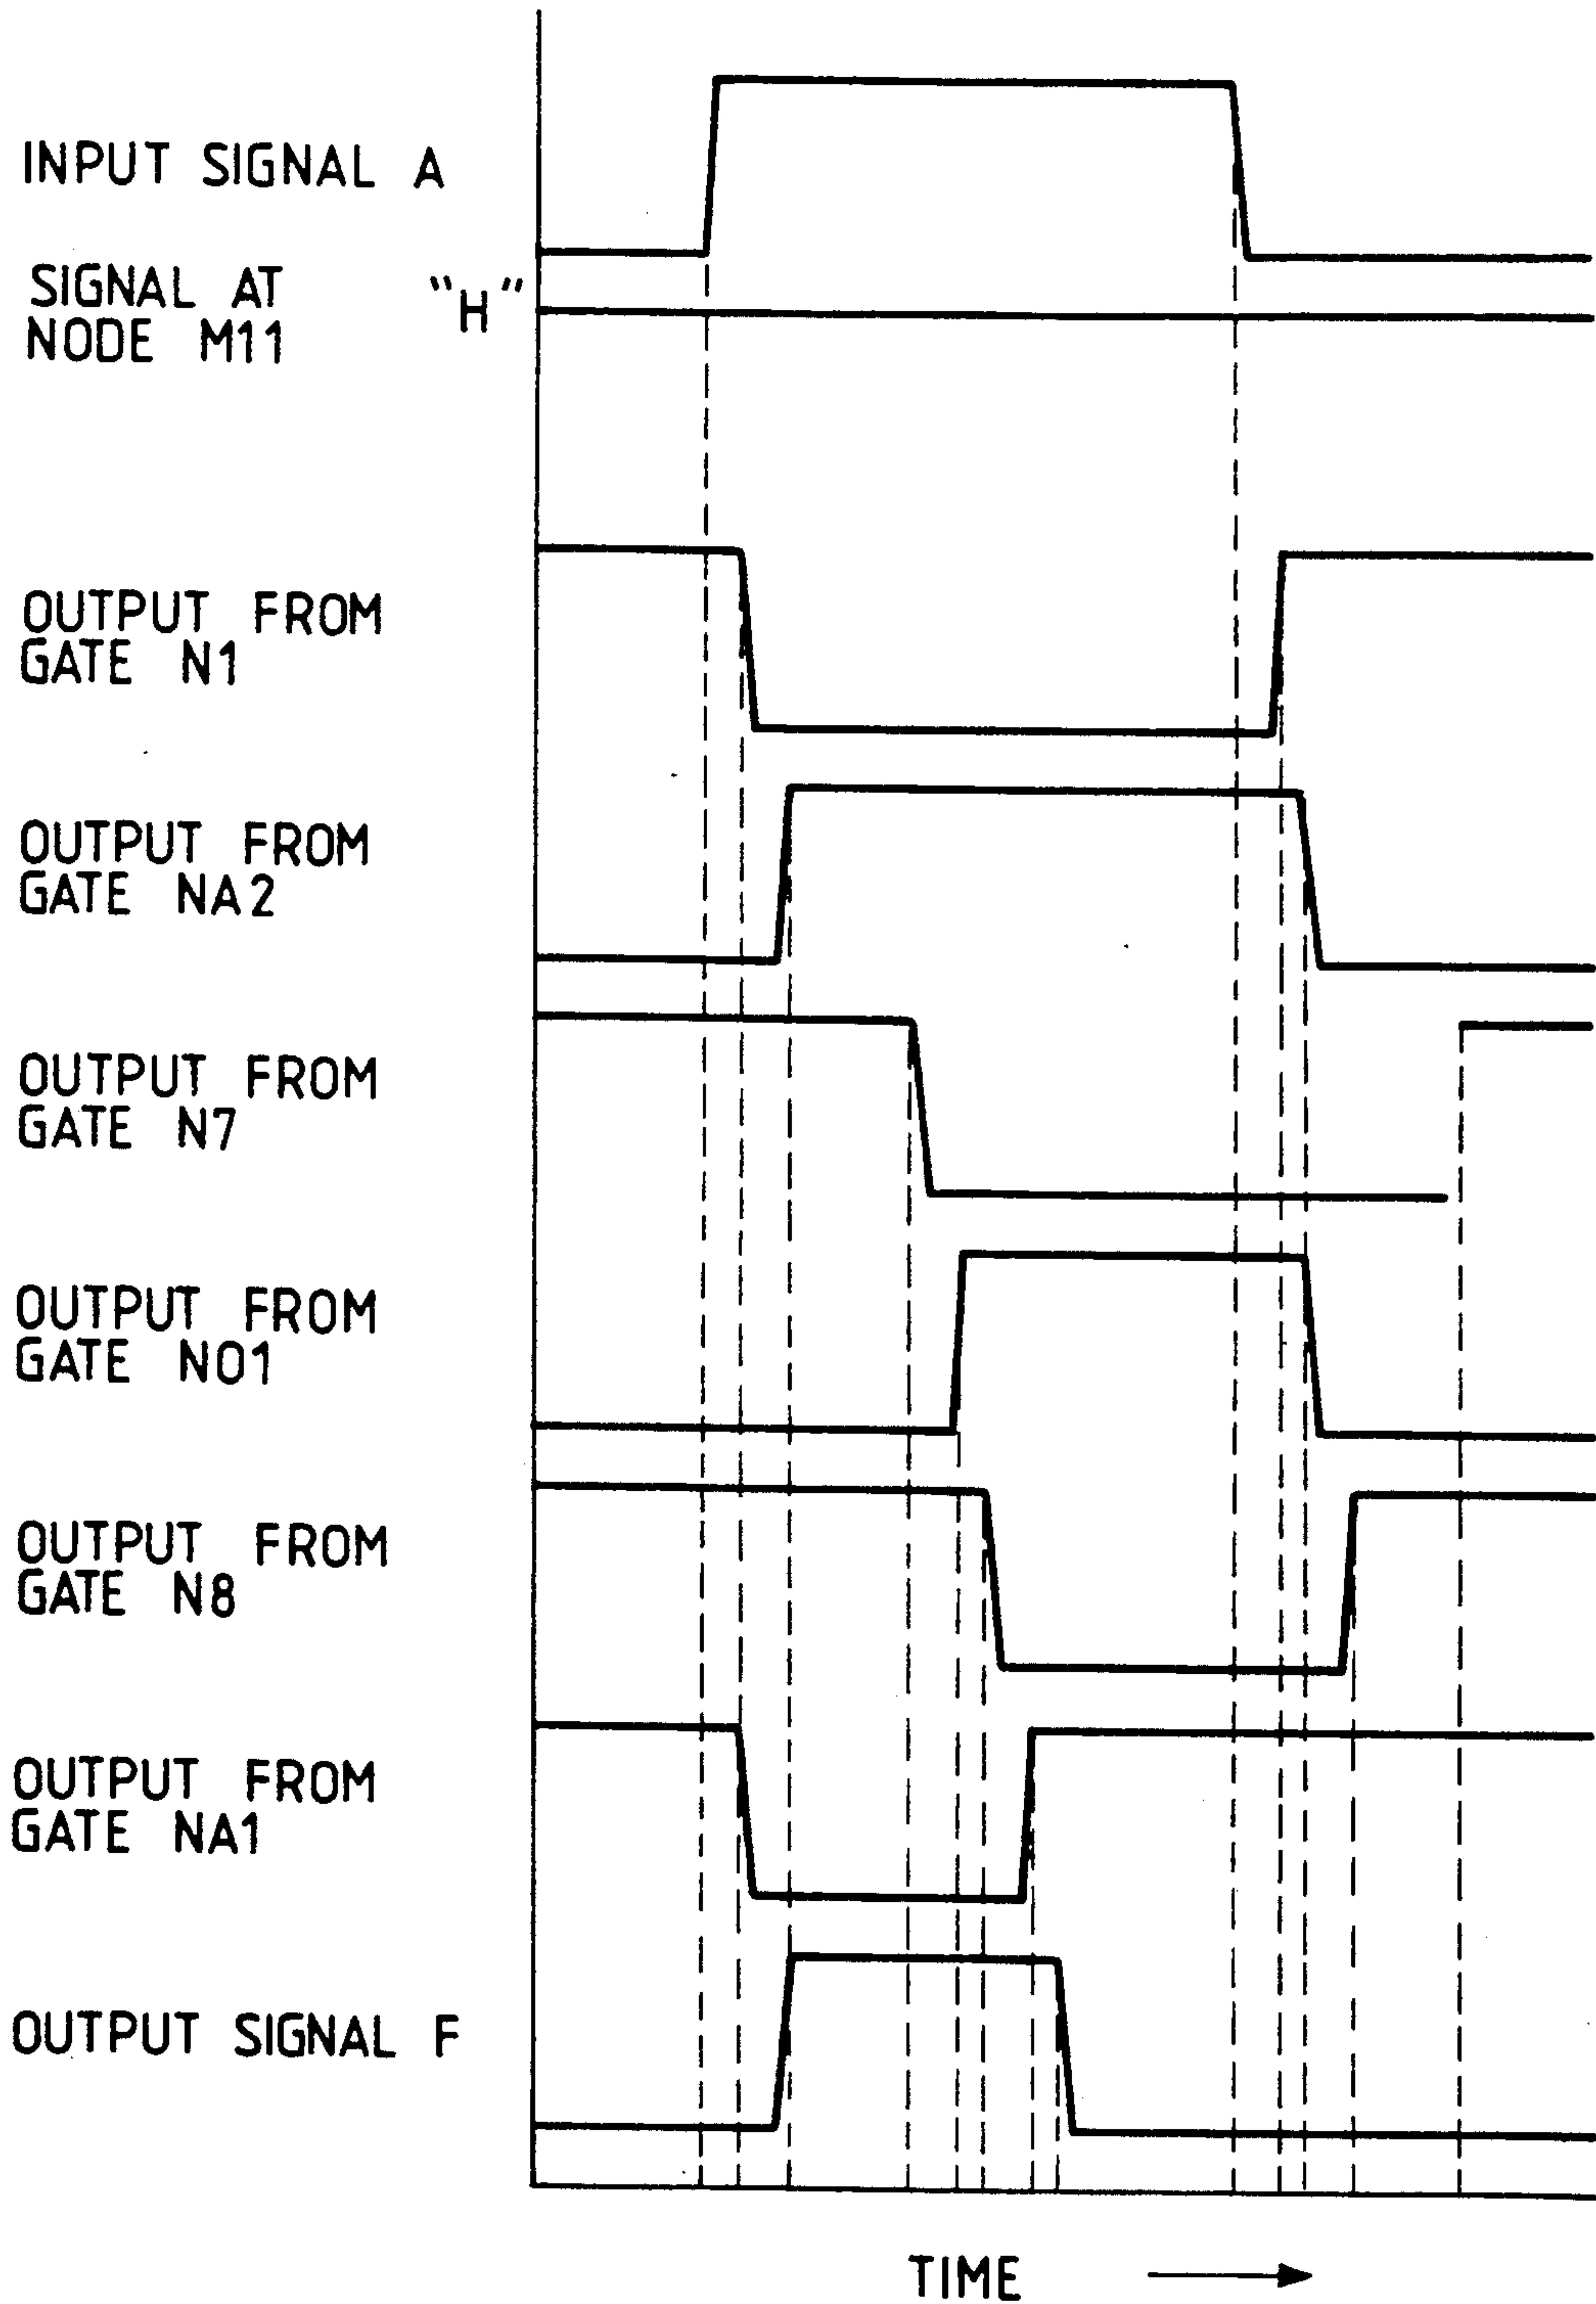 INPUT SIGNAL A
SIGNAL AT
NODE M11
"H"
OUTPUT FROM
GATE N1
OUTPUT FROM
GATE NA2
OUTPUT FROM
GATE N7
OUTPUT FROM
GATE NO1
OUTPUT FROM
GATE N8
OUTPUT FROM
GATE NA1
OUTPUT SIGNAL F
TIME